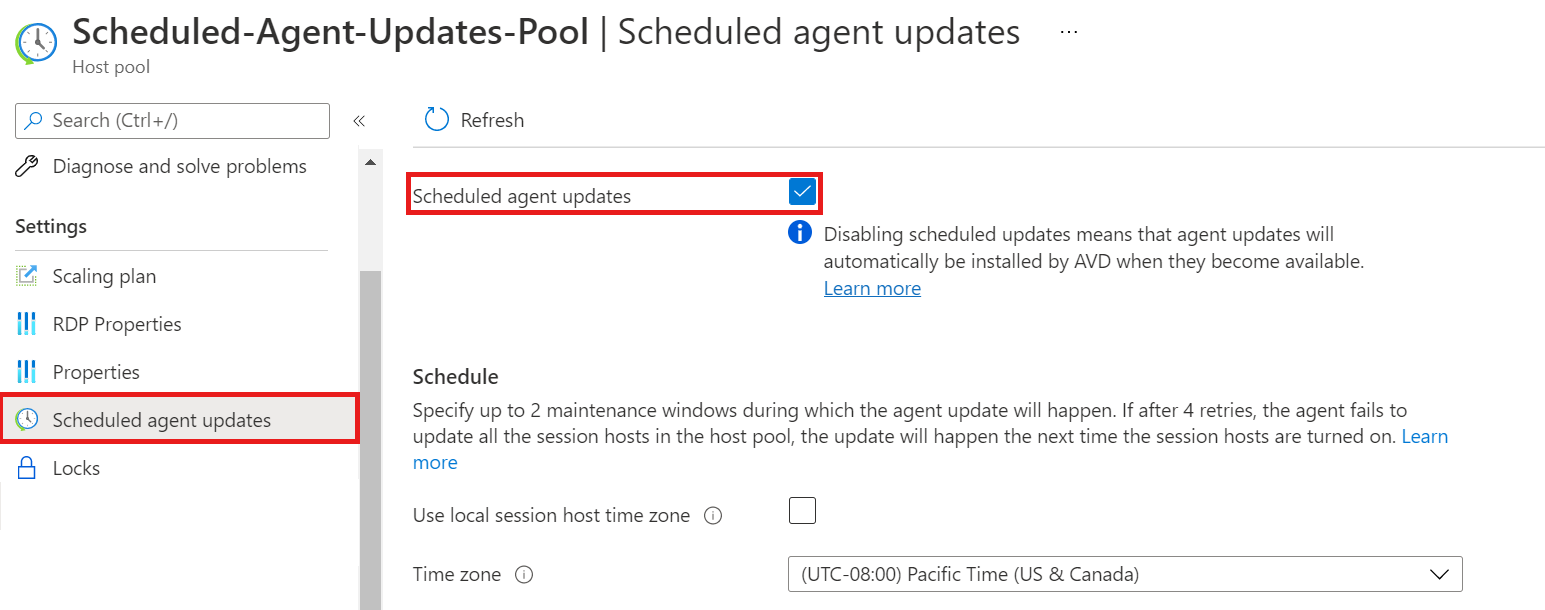 Scheduled-Agent-Updates-Pool | Scheduled agent updates ...
Host pool
Search (Ctrl+/)
«
Diagnose and solve problems
Settings
Scaling plan
RDP Properties
Properties
Scheduled agent updates
Locks
Refresh
Scheduled agent updates
Disabling scheduled updates means that agent updates will
automatically be installed by AVD when they become available.
Learn more
Schedule
Specify up to 2 maintenance windows during which the agent update will happen. If after 4 retries, the agent fails to
update all the session hosts in the host pool, the update will happen the next time the session hosts are turned on. Learn
more
Use local session host time zone
Time zone
(UTC-08:00) Pacific Time (US & Canada)